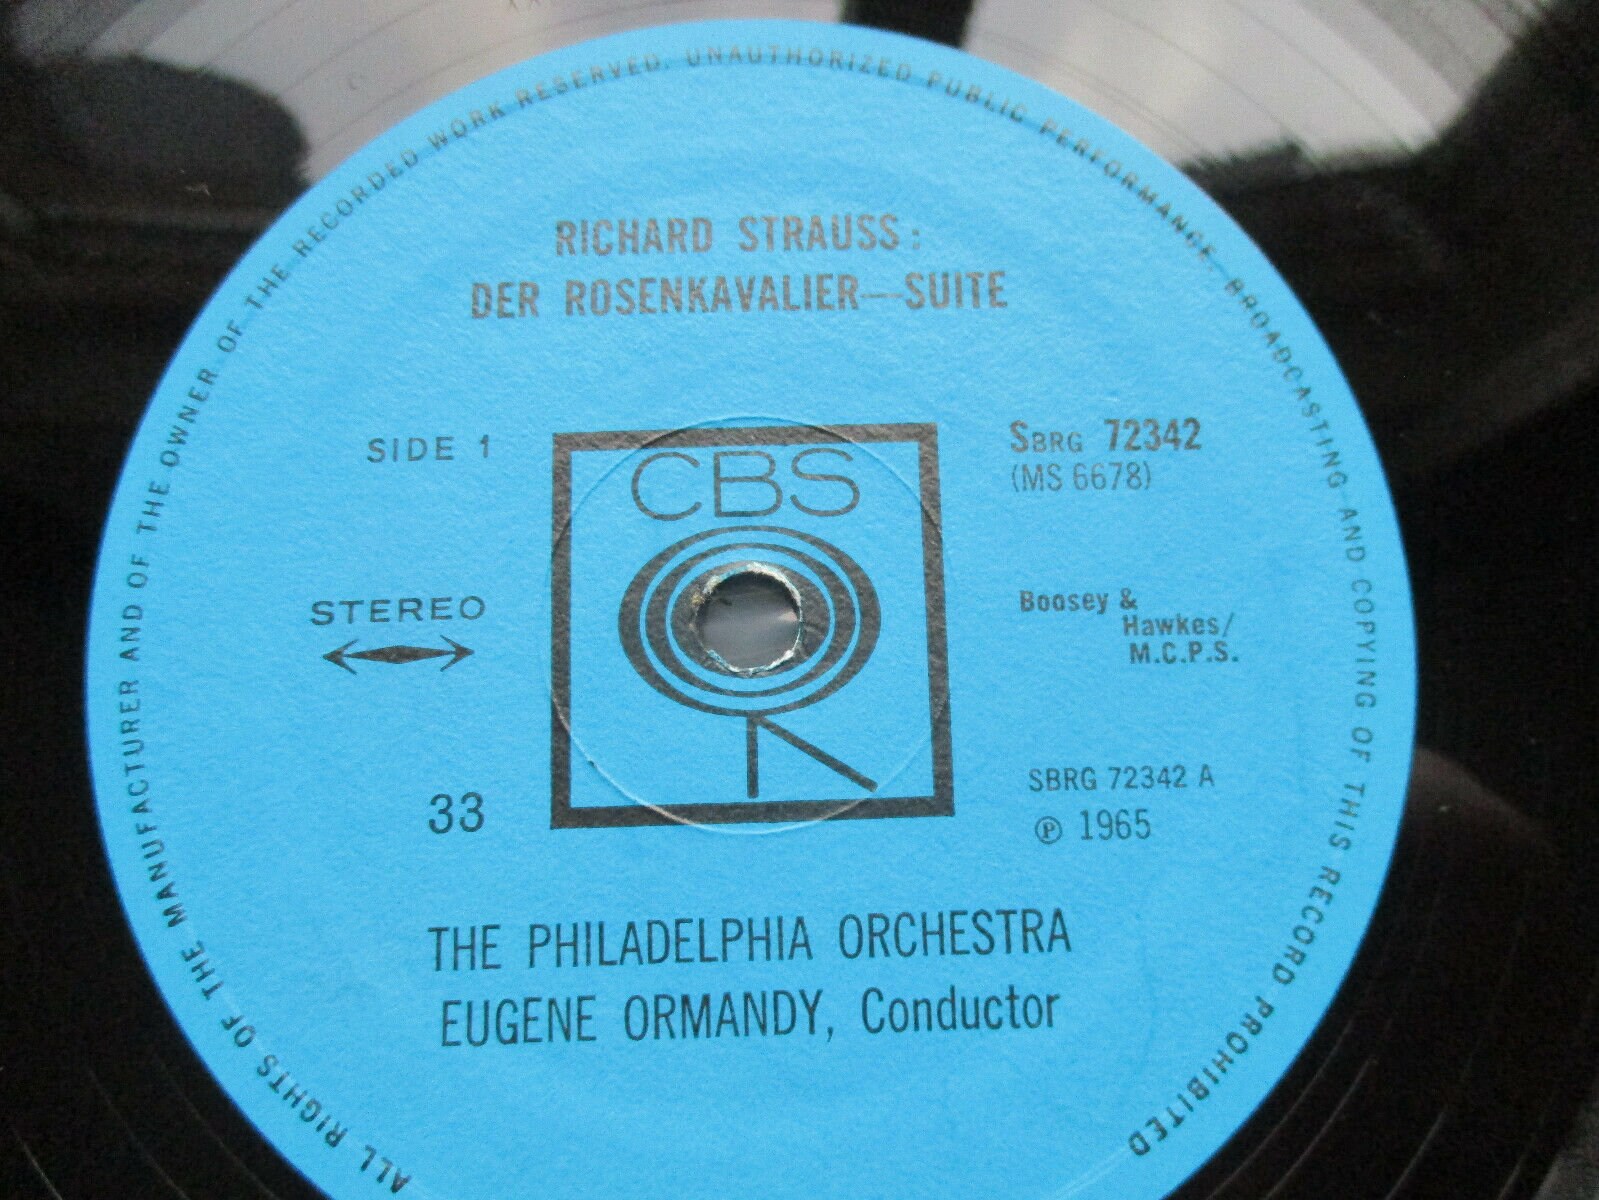 ALL RIGHTS OF THE MANUFACTURER AND OF THE OWNER OF THE RECORDED WORK RESERVED. UNAUTHORIZED PUBLIC PERFORMANCE, BROADCASTING AND COPYING OF THIS RECORD PROHIBITED
RICHARD STRAUSS:
DER ROSENKAVALIER—SUITE
SIDE 1
CBS
SBRG 72342
(MS 6678)
STEREO
Boosey &
Hawkes/
M.C.P.S.
33
SBRG 72342 A
℗ 1965
THE PHILADELPHIA ORCHESTRA
EUGENE ORMANDY, Conductor